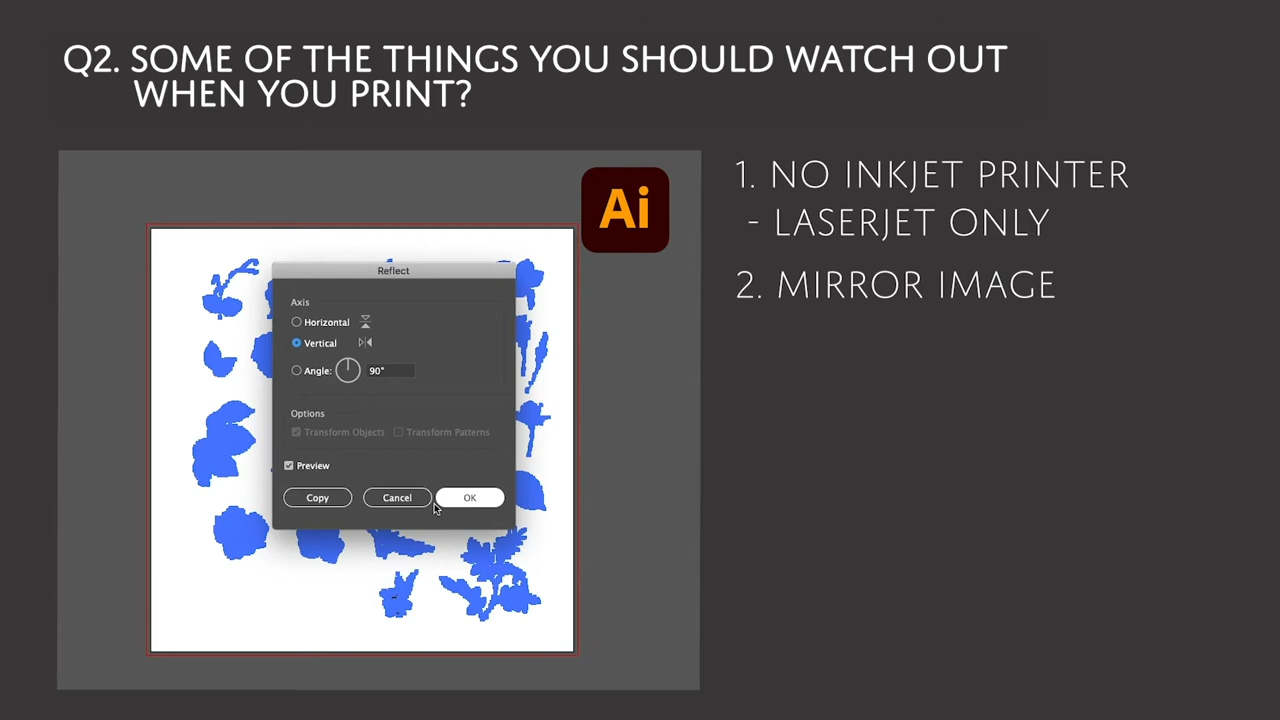 Q2. SOME OF THE THINGS YOU SHOULD WATCH OUT
WHEN YOU PRINT?
Ai
1. NO INKJET PRINTER
- LASERJET ONLY
2. MIRROR IMAGE
Reflect
Axis
Horizontal
Vertical
Angle: 90°
Options
Transform Objects Transform Patterns
Preview
Copy Cancel OK